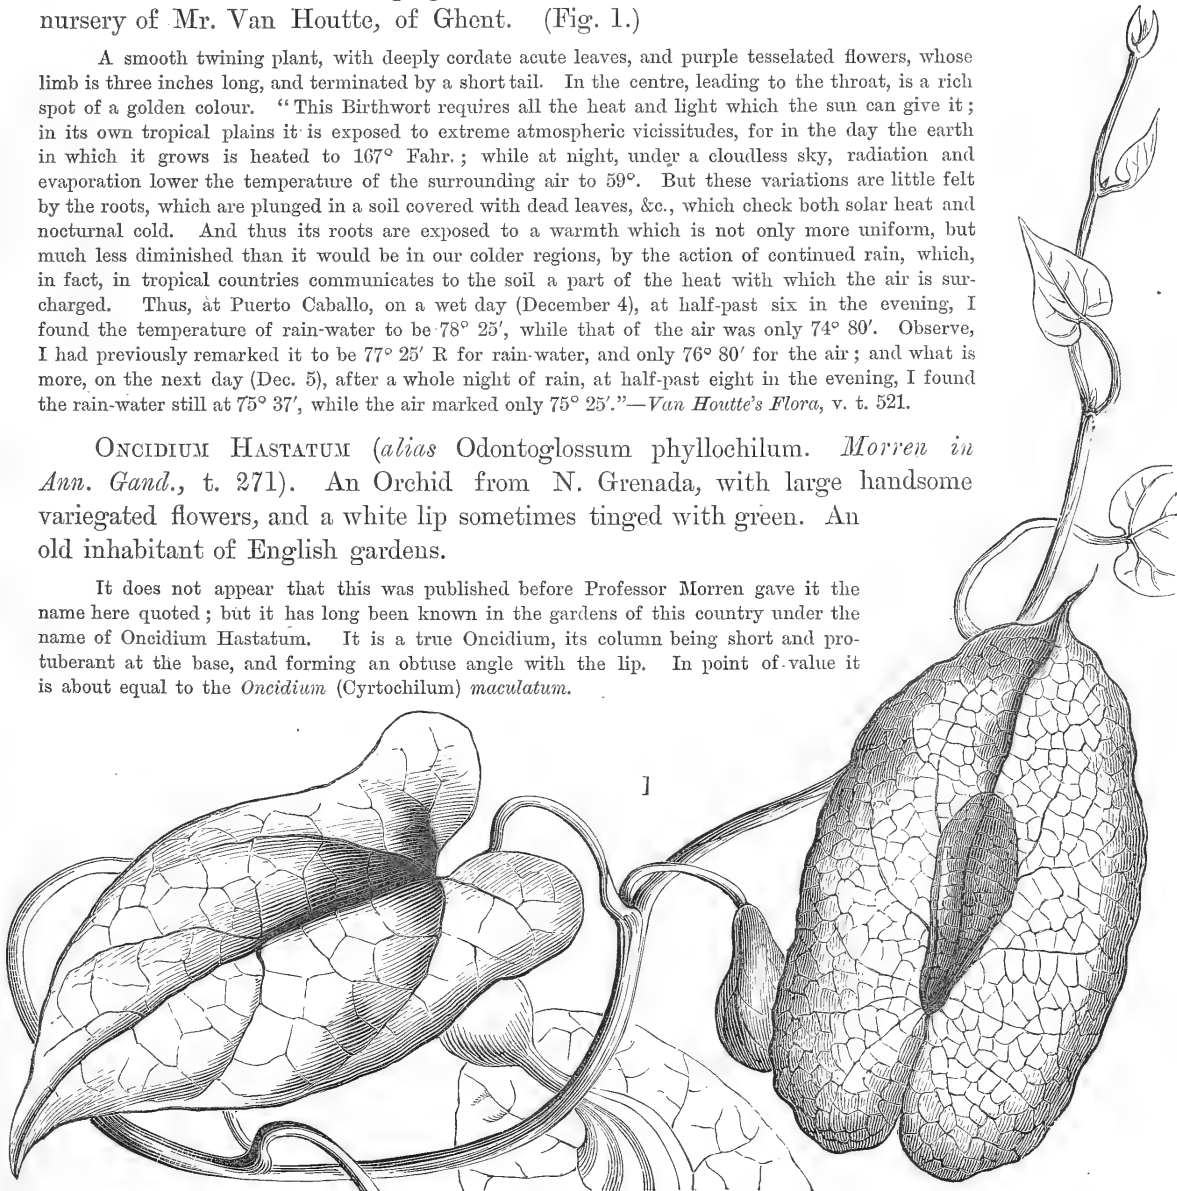 nursery of Mr. Van Houtte, of Ghent. (Fig. 1.)
A smooth twining plant, with deeply cordate acute leaves, and purple tesselated flowers, whose
limb is three inches long, and terminated by a short tail. In the centre, leading to the throat, is a rich
spot of a golden colour. “This Birthwort requires all the heat and light which the sun can give it;
in its own tropical plains it is exposed to extreme atmospheric vicissitudes, for in the day the earth
in which it grows is heated to 167° Fahr.; while at night, under a cloudless sky, radiation and
evaporation lower the temperature of the surrounding air to 59°. But these variations are little felt
by the roots, which are plunged in a soil covered with dead leaves, &c., which check both solar heat and
nocturnal cold. And thus its roots are exposed to a warmth which is not only more uniform, but
much less diminished than it would be in our colder regions, by the action of continued rain, which,
in fact, in tropical countries communicates to the soil a part of the heat with which the air is sur-
charged. Thus, at Puerto Caballo, on a wet day (December 4), at half-past six in the evening, I
found the temperature of rain-water to be 78° 25′, while that of the air was only 74° 80′. Observe,
I had previously remarked it to be 77° 25′ R for rain-water, and only 76° 80′ for the air; and what is
more, on the next day (Dec. 5), after a whole night of rain, at half-past eight in the evening, I found
the rain-water still at 75° 37′, while the air marked only 75° 25′.”—Van Houtte's Flora, v. t. 521.
ONCIDIUM HASTATUM (alias Odontoglossum phyllochilum. Morren in
Ann. Gand., t. 271). An Orchid from N. Grenada, with large handsome
variegated flowers, and a white lip sometimes tinged with green. An
old inhabitant of English gardens.
It does not appear that this was published before Professor Morren gave it the
name here quoted; but it has long been known in the gardens of this country under the
name of Oncidium Hastatum. It is a true Oncidium, its column being short and pro-
tuberant at the base, and forming an obtuse angle with the lip. In point of value it
is about equal to the Oncidium (Cyrtochilum) maculatum.
1